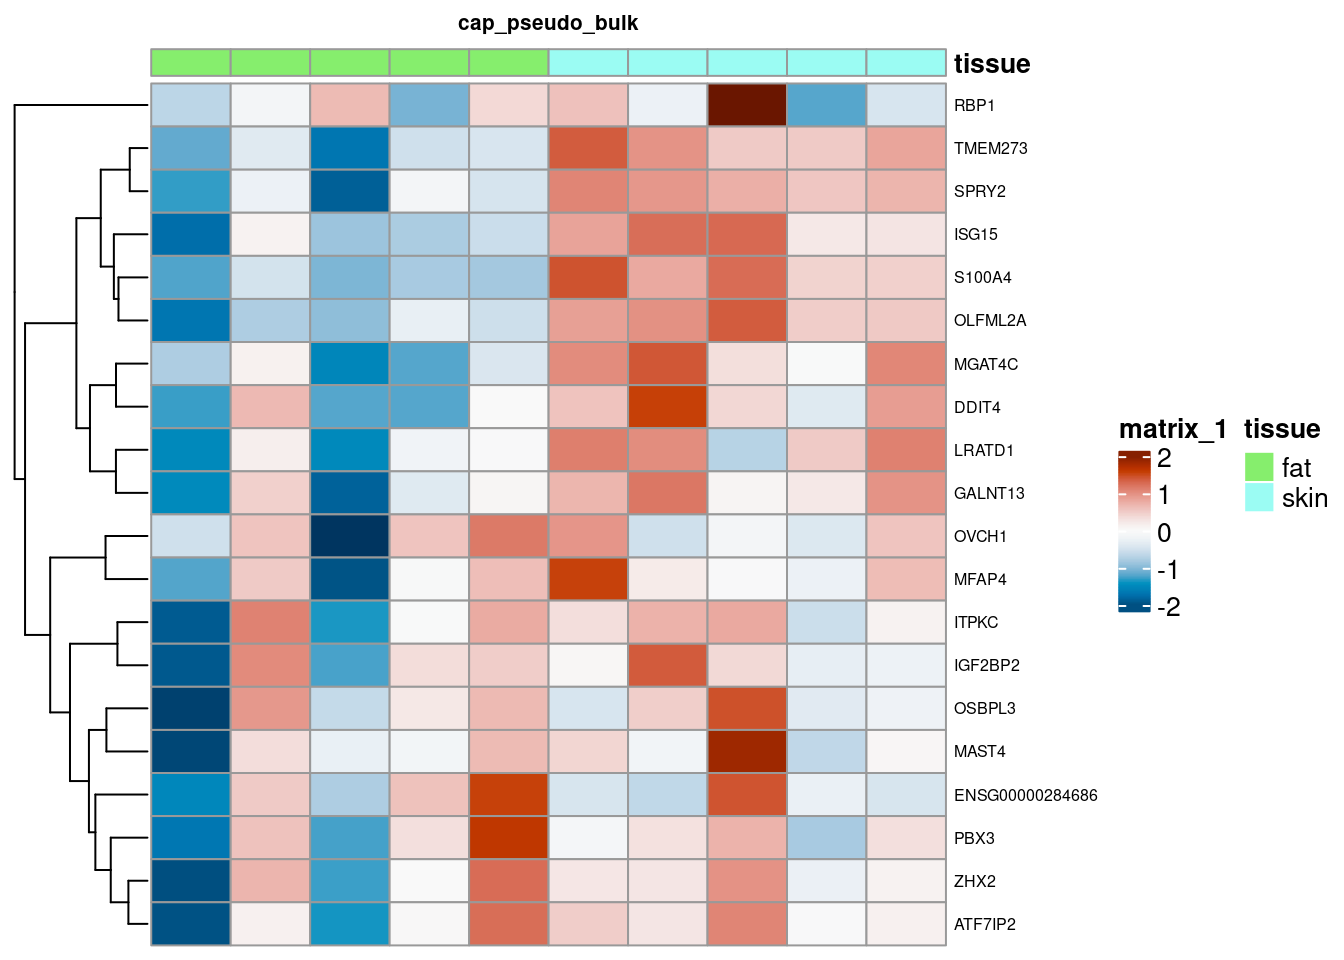 cap_pseudo_bulk
tissue
RBP1
TMEM273
SPRY2
ISG15
S100A4
OLFML2A
MGAT4C
DDIT4
LRATD1
GALNT13
OVCH1
MFAP4
ITPKC
IGF2BP2
OSBPL3
MAST4
ENSG00000284686
PBX3
ZHX2
ATF7IP2
matrix_1
2
1
0
-1
-2
tissue
fat
skin